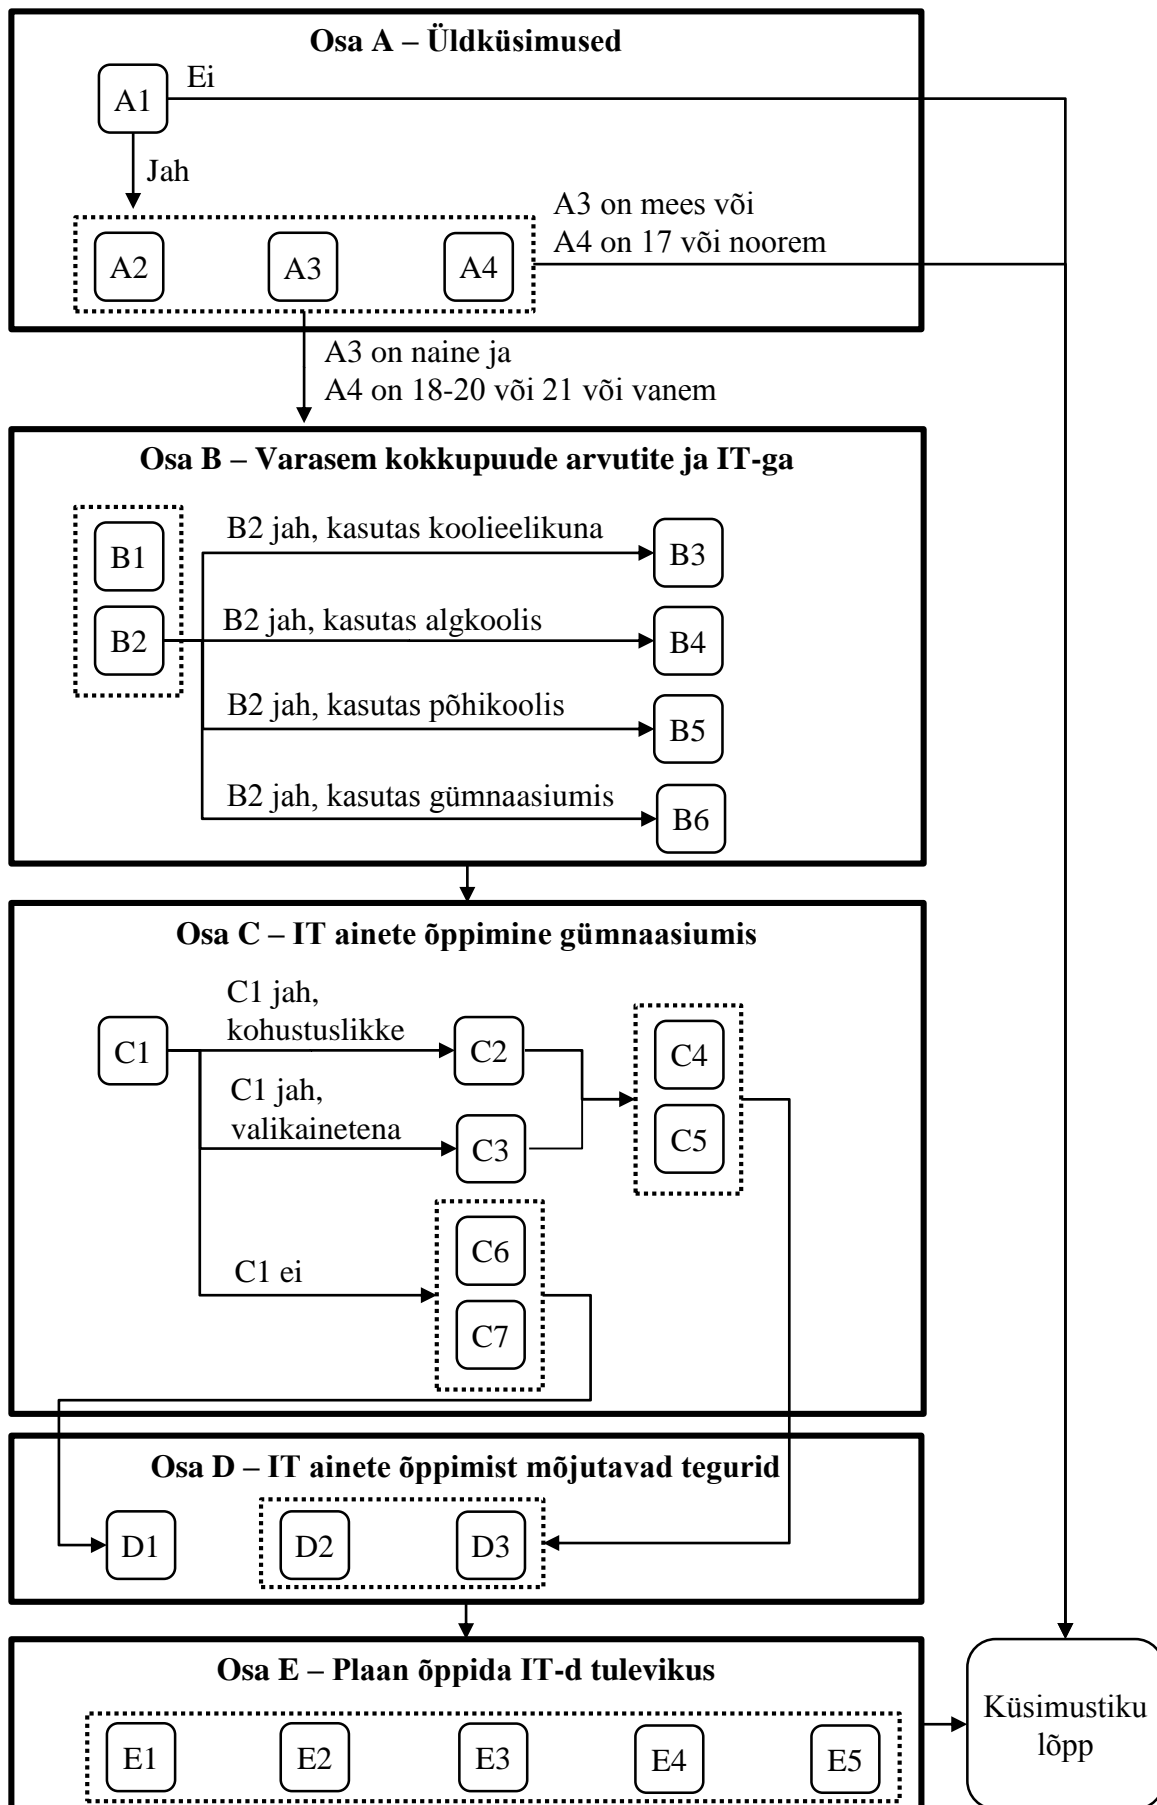 Osa A – Üldküsimused
Ei
A1
Jah
A3 on mees või
A4 on 17 või noorem
A2
A3
A4
A3 on naine ja
A4 on 18-20 või 21 või vanem
Osa B – Varasem kokkupuude arvutite ja IT-ga
B1
B2 jah, kasutas koolieelikuna
B3
B2
B2 jah, kasutas algkoolis
B4
B2 jah, kasutas põhikoolis
B5
B2 jah, kasutas gümnaasiumis
B6
Osa C – IT ainete õppimine gümnaasiumis
C1 jah,
kohustuslikke
C1
C2
C4
C1 jah,
valikainetena
C3
C5
C6
C1 ei
C7
Osa D – IT ainete õppimist mõjutavad tegurid
D1
D2
D3
Osa E – Plaan õppida IT-d tulevikus
E1
E2
E3
E4
E5
Küsimustiku
lõpp